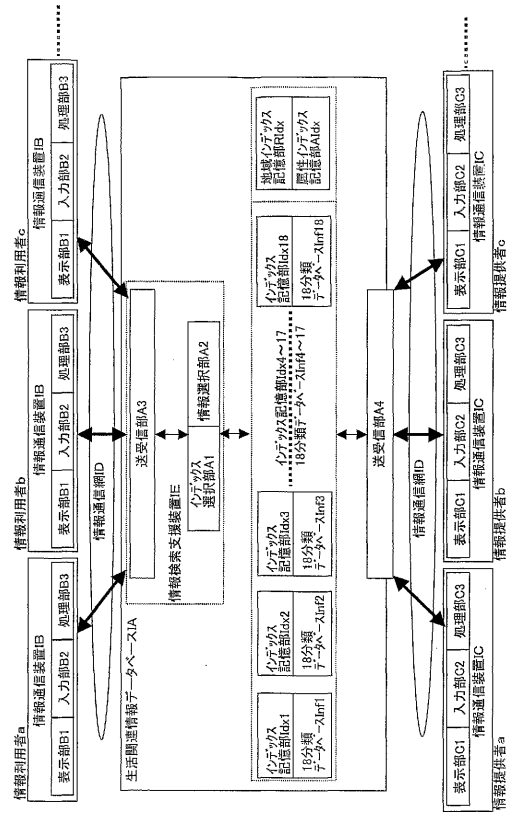 情報利用者a
情報通信装置IB
表示部B1
入力部B2
処理部B3
情報利用者b
情報通信装置IB
表示部B1
入力部B2
処理部B3
情報利用者c
情報通信装置IB
表示部B1
入力部B2
処理部B3
情報通信網ID
生活関連情報データベースIA
送受信部A3
インデックス
選択部A1
情報選択部A2
情報検索支援装置IE
インデックス
記憶部Idx1
18分類
データベースInf1
インデックス
記憶部Idx2
18分類
データベースInf2
インデックス
記憶部Idx3
18分類
データベースInf3
インデックス記憶部Idx4~17
18分類データベースInf4~17
インデックス
記憶部Idx18
18分類
データベースInf18
地域インデックス
記憶部RIdx
属性インデックス
記憶部AIdx
送受信部A4
情報通信網ID
表示部C1
入力部C2
処理部C3
情報通信装置IC
情報提供者a
表示部C1
入力部C2
処理部C3
情報通信装置IC
情報提供者b
表示部C1
入力部C2
処理部C3
情報通信装置IC
情報提供者c